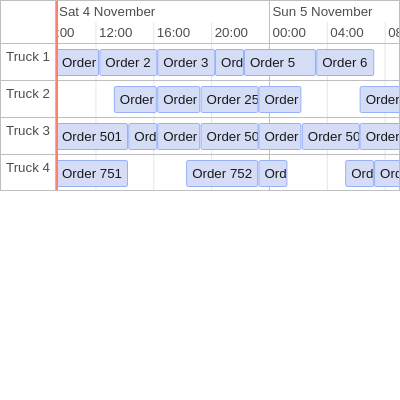 Sat 4 November Sun 5 November
:00 12:00 16:00 20:00 00:00 04:00 08
Truck 1 Order Order 2 Order 3 Ord Order 5 Order 6
Truck 2 Order Order Order 25 Order Order
Truck 3 Order 501 Ord Order Order 50 Order Order 50 Order
Truck 4 Order 751 Order 752 Ord Ord Ord